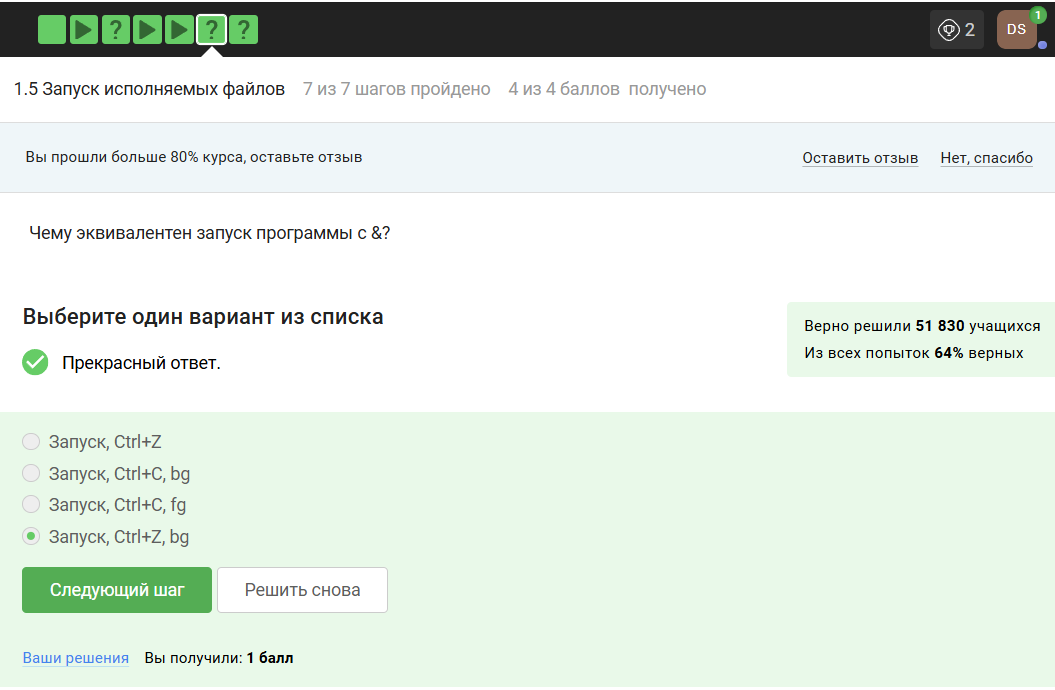 ? ? ?
2
DS
1
1.5 Запуск исполняемых файлов 7 из 7 шагов пройдено 4 из 4 баллов получено
Вы прошли больше 80% курса, оставьте отзыв Оставить отзыв Нет, спасибо
Чему эквивалентен запуск программы с &?
Выберите один вариант из списка
Прекрасный ответ.
Верно решили 51 830 учащихся
Из всех попыток 64% верных
Запуск, Ctrl+Z
Запуск, Ctrl+C, bg
Запуск, Ctrl+C, fg
Запуск, Ctrl+Z, bg
Следующий шаг Решить снова
Ваши решения Вы получили: 1 балл